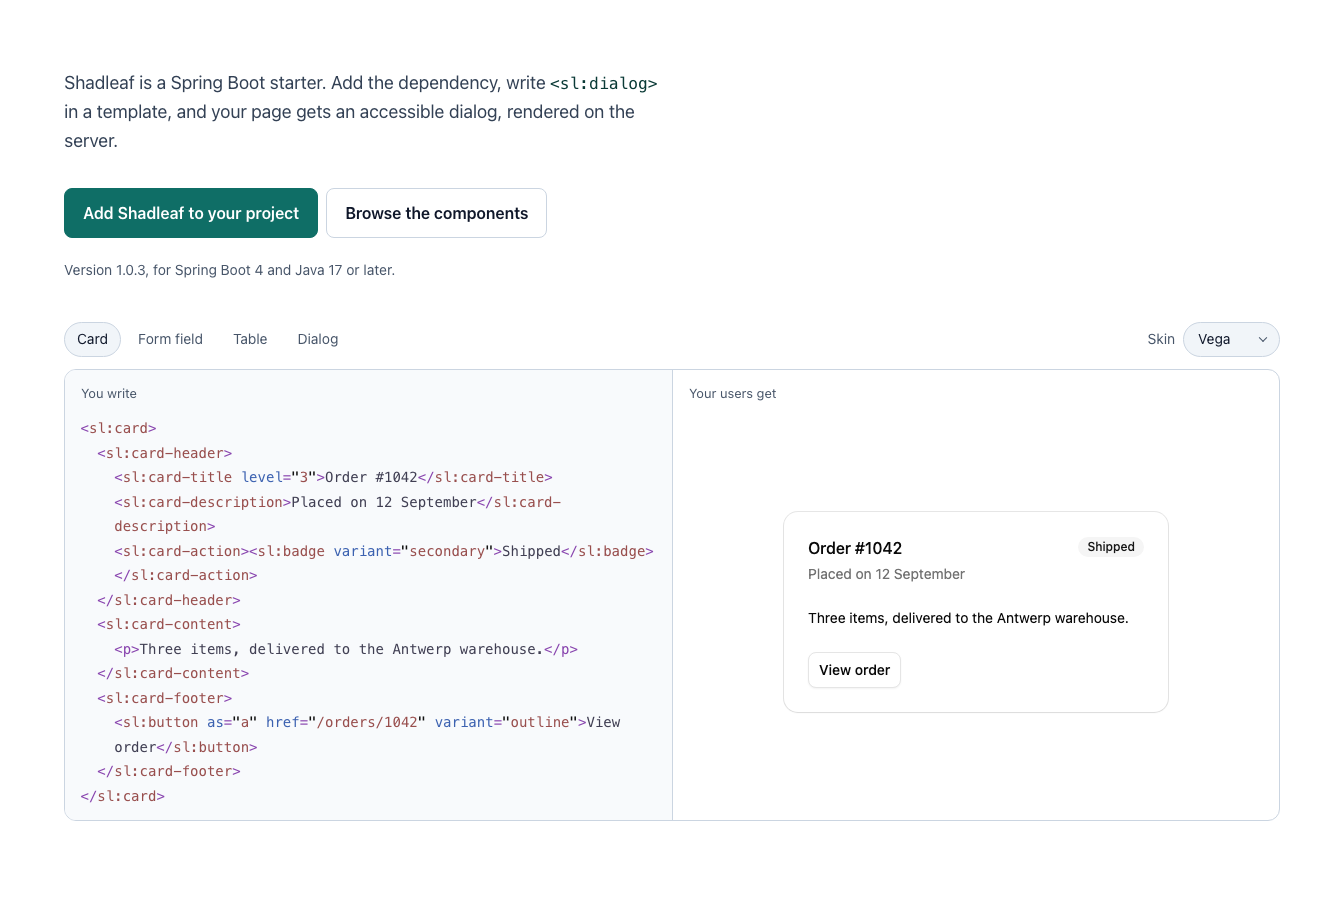 Shadleaf is a Spring Boot starter. Add the dependency, write <sl:dialog>
in a template, and your page gets an accessible dialog, rendered on the
server.
Add Shadleaf to your project
Browse the components
Version 1.0.3, for Spring Boot 4 and Java 17 or later.
Card
Form field
Table
Dialog
Skin
Vega
You write
<sl:card>
  <sl:card-header>
    <sl:card-title level="3">Order #1042</sl:card-title>
    <sl:card-description>Placed on 12 September</sl:card-
    description>
    <sl:card-action><sl:badge variant="secondary">Shipped</sl:badge>
    </sl:card-action>
  </sl:card-header>
  <sl:card-content>
    <p>Three items, delivered to the Antwerp warehouse.</p>
  </sl:card-content>
  <sl:card-footer>
    <sl:button as="a" href="/orders/1042" variant="outline">View
    order</sl:button>
  </sl:card-footer>
</sl:card>
Your users get
Order #1042
Shipped
Placed on 12 September
Three items, delivered to the Antwerp warehouse.
View order